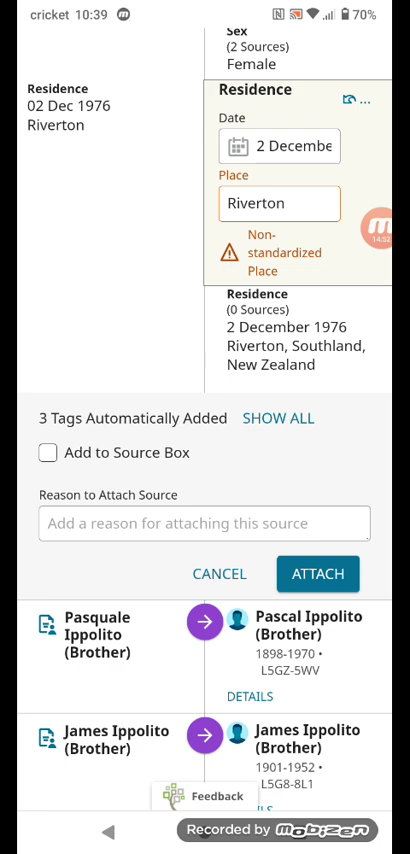 cricket 10:39 70%
Sex
(2 Sources)
Female
Residence
02 Dec 1976
Riverton
Residence
...
Date
2 Decembe
Place
Riverton
14:52
Non-
standardized
Place
Residence
(0 Sources)
2 December 1976
Riverton, Southland,
New Zealand
3 Tags Automatically Added SHOW ALL
Add to Source Box
Reason to Attach Source
Add a reason for attaching this source
CANCEL ATTACH
Pasquale
Ippolito
(Brother)
Pascal Ippolito
(Brother)
1898-1970 •
L5GZ-5WV
DETAILS
James Ippolito
(Brother)
James Ippolito
(Brother)
1901-1952 •
L5G8-8L1
Feedback
Recorded by mobizen